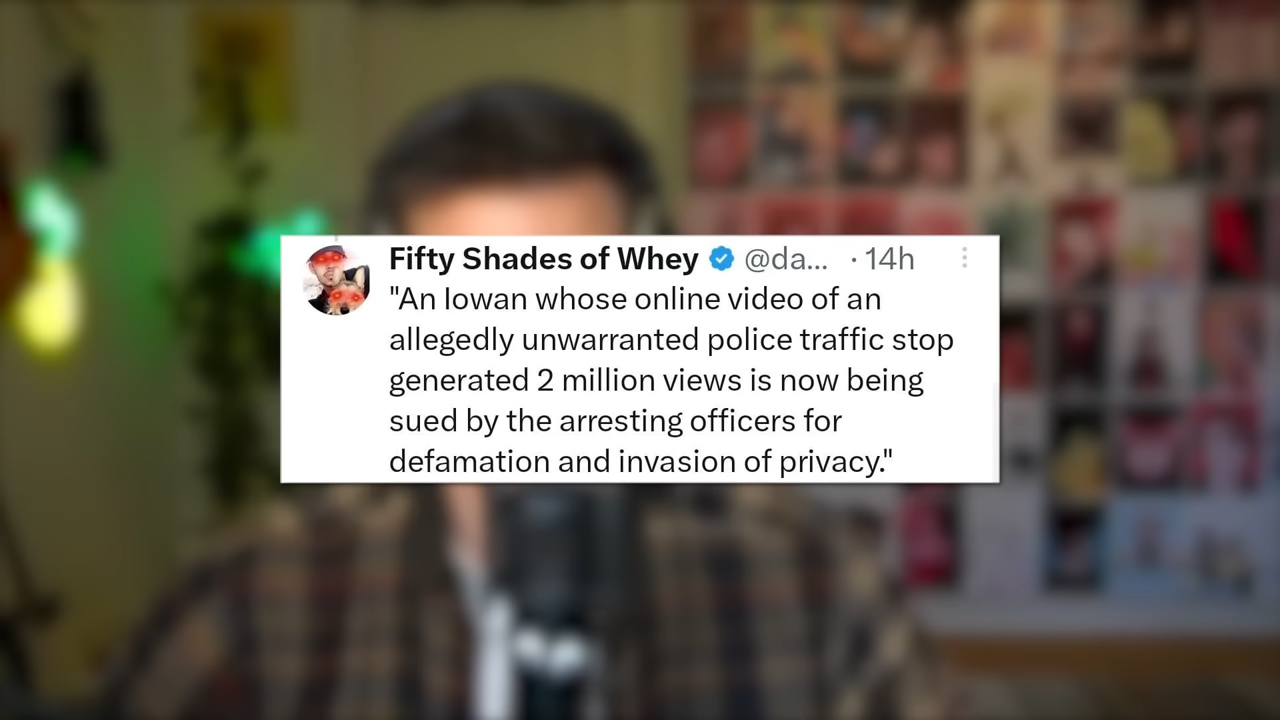 Fifty Shades of Whey @da... · 14h
"An Iowan whose online video of an
allegedly unwarranted police traffic stop
generated 2 million views is now being
sued by the arresting officers for
defamation and invasion of privacy."